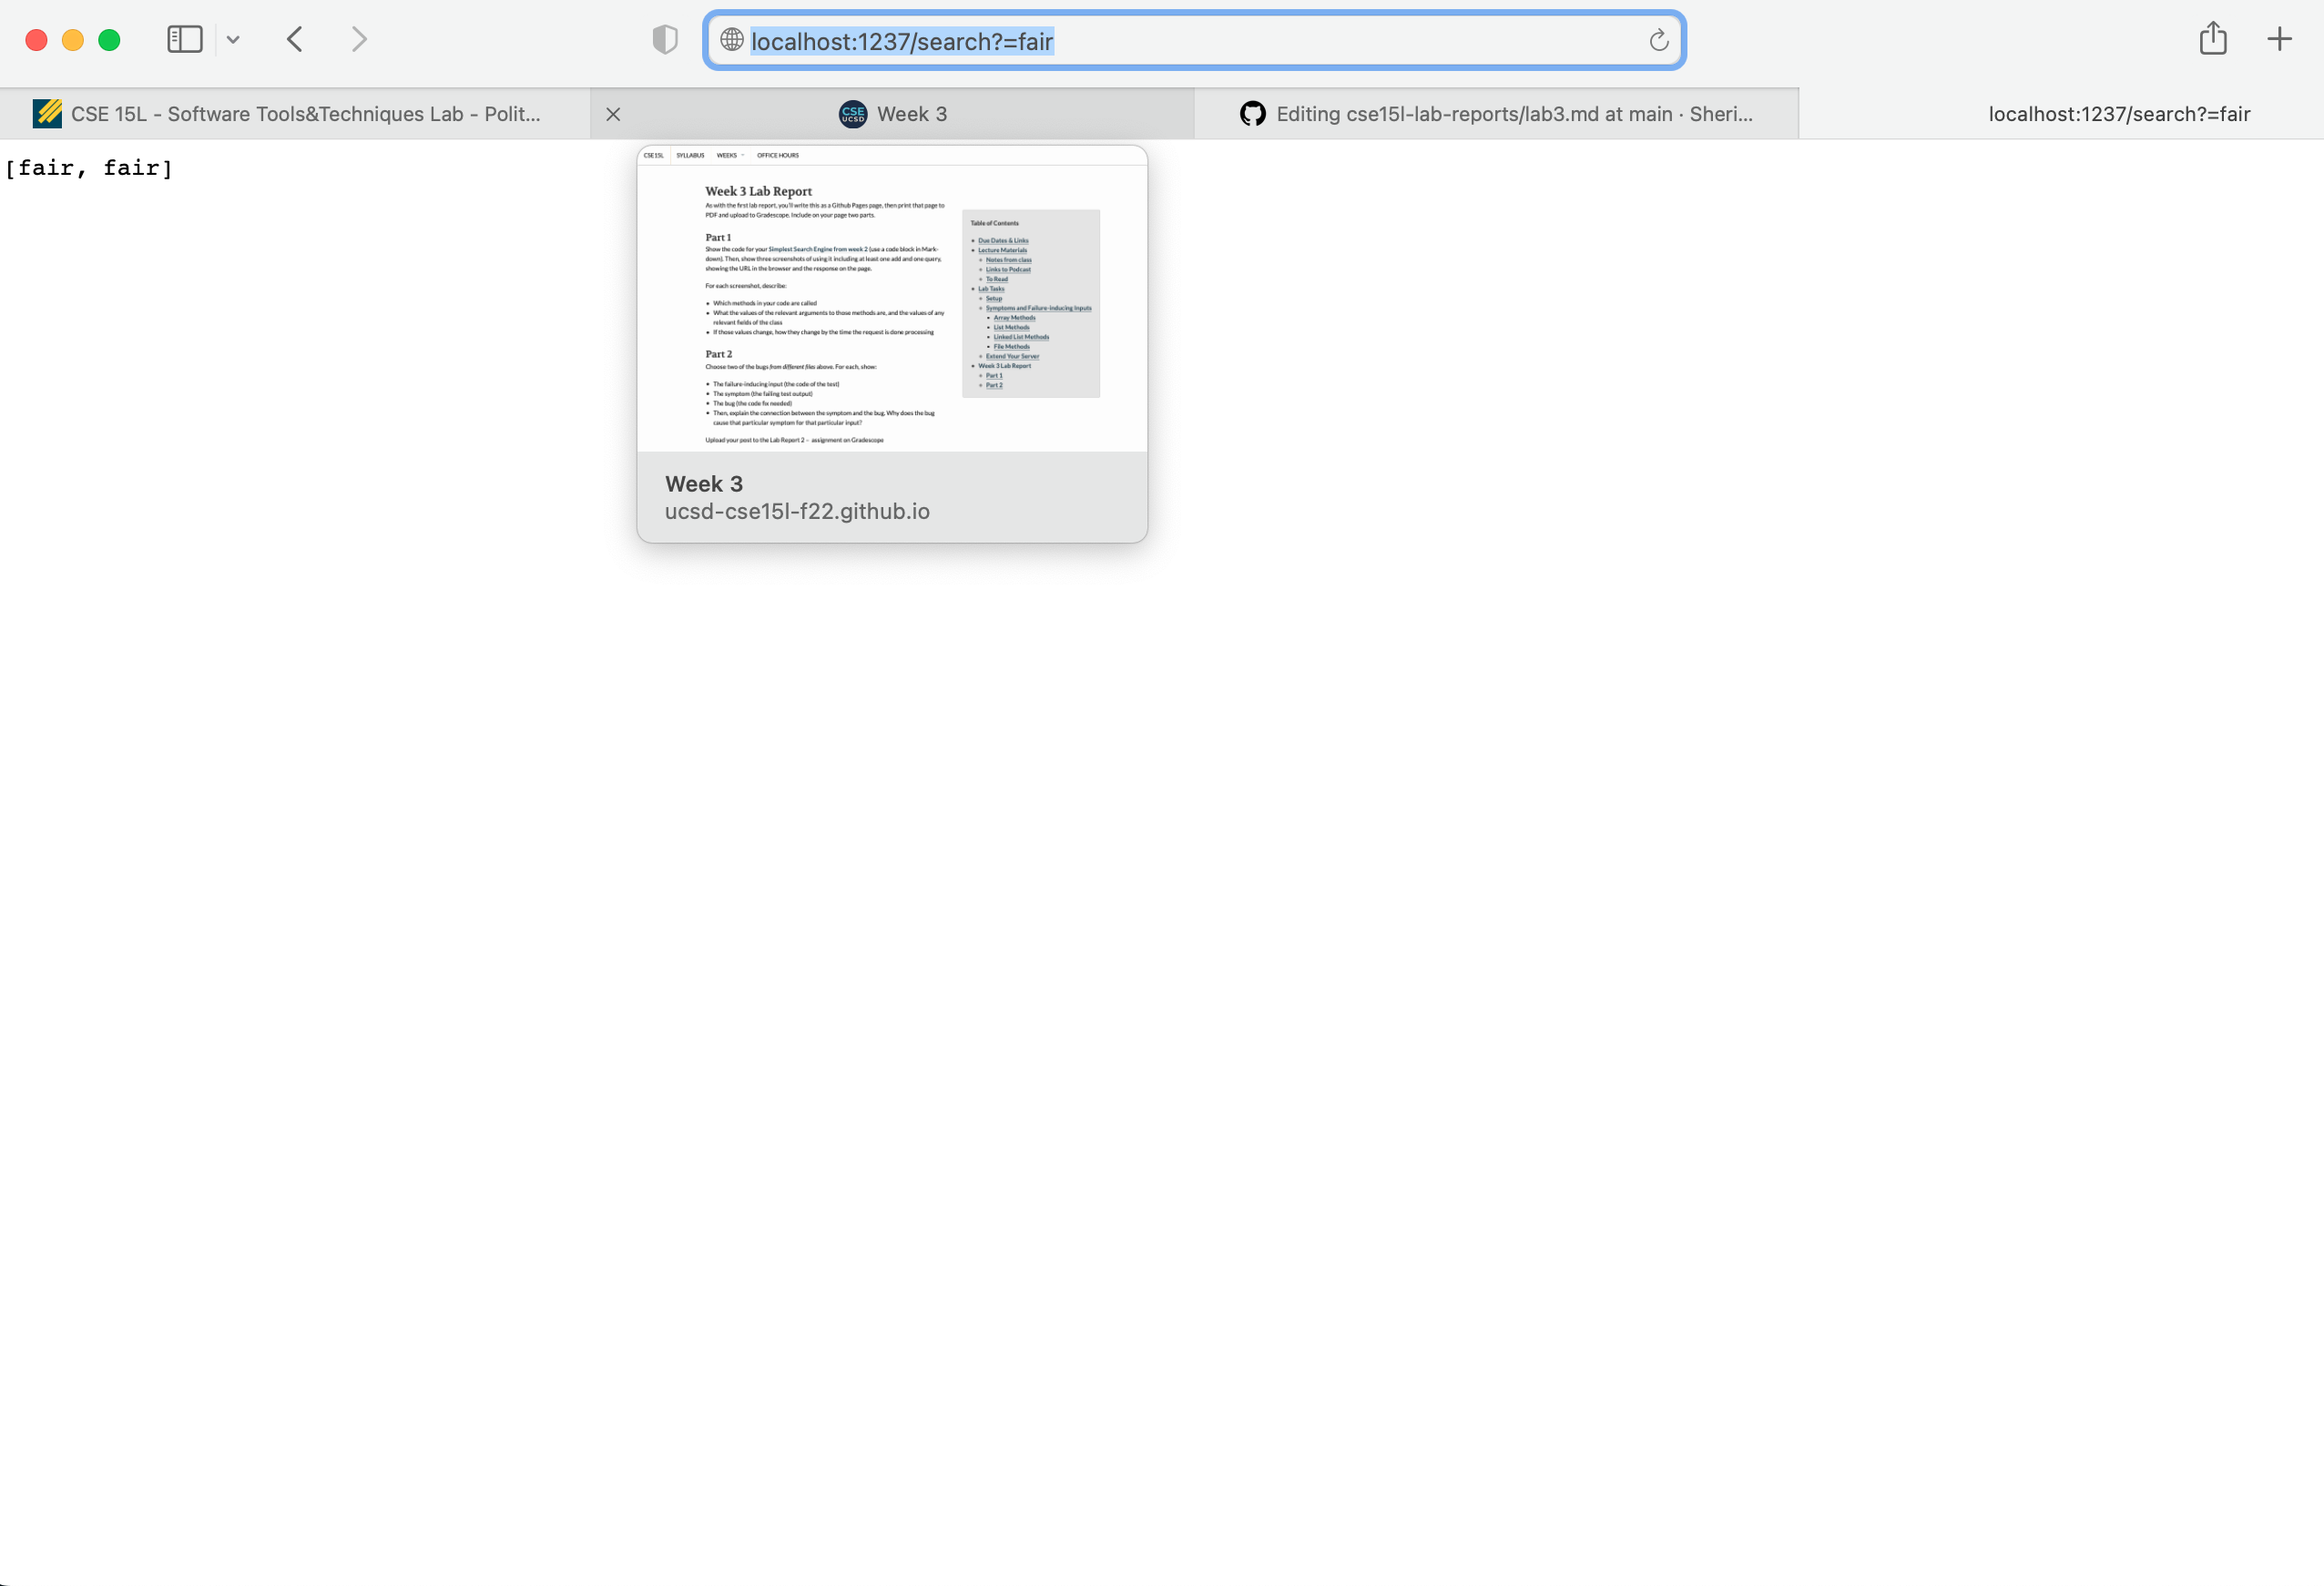 localhost:1237/search?=fair
CSE 15L - Software Tools&Techniques Lab - Polit...
CSE UCSD
Week 3
Editing cse15l-lab-reports/lab3.md at main · Sheri...
localhost:1237/search?=fair
[fair, fair]
CSE15L SYLLABUS WEEKS OFFICE HOURS
Week 3 Lab Report
As with the first lab report, you'll write this as a Github Pages page, then print that page to
PDF and upload to Gradescope. Include on your page two parts.
Part 1
Show the code for your Simplest Search Engine from week 2 (use a code block in Mark-
down). Then, show three screenshots of using it including at least one add and one query,
showing the URL in the browser and the response on the page.
For each screenshot, describe:
Which methods in your code are called
What the values of the relevant arguments to those methods are, and the values of any
relevant fields of the class
If those values change, how they change by the time the request is done processing
Part 2
Choose two of the bugs from different files above. For each, show:
The failure-inducing input (the code of the test)
The symptom (the failing test output)
The bug (the code fix needed)
Then, explain the connection between the symptom and the bug. Why does the bug
cause that particular symptom for that particular input?
Upload your post to the Lab Report 2 – assignment on Gradescope
Table of Contents
Due Dates & Links
Lecture Materials
Notes from class
Links to Podcast
To Read
Lab Tasks
Setup
Symptoms and Failure-inducing Inputs
Array Methods
List Methods
Linked List Methods
File Methods
Extend Your Server
Week 3 Lab Report
Part 1
Part 2
Week 3
ucsd-cse15l-f22.github.io